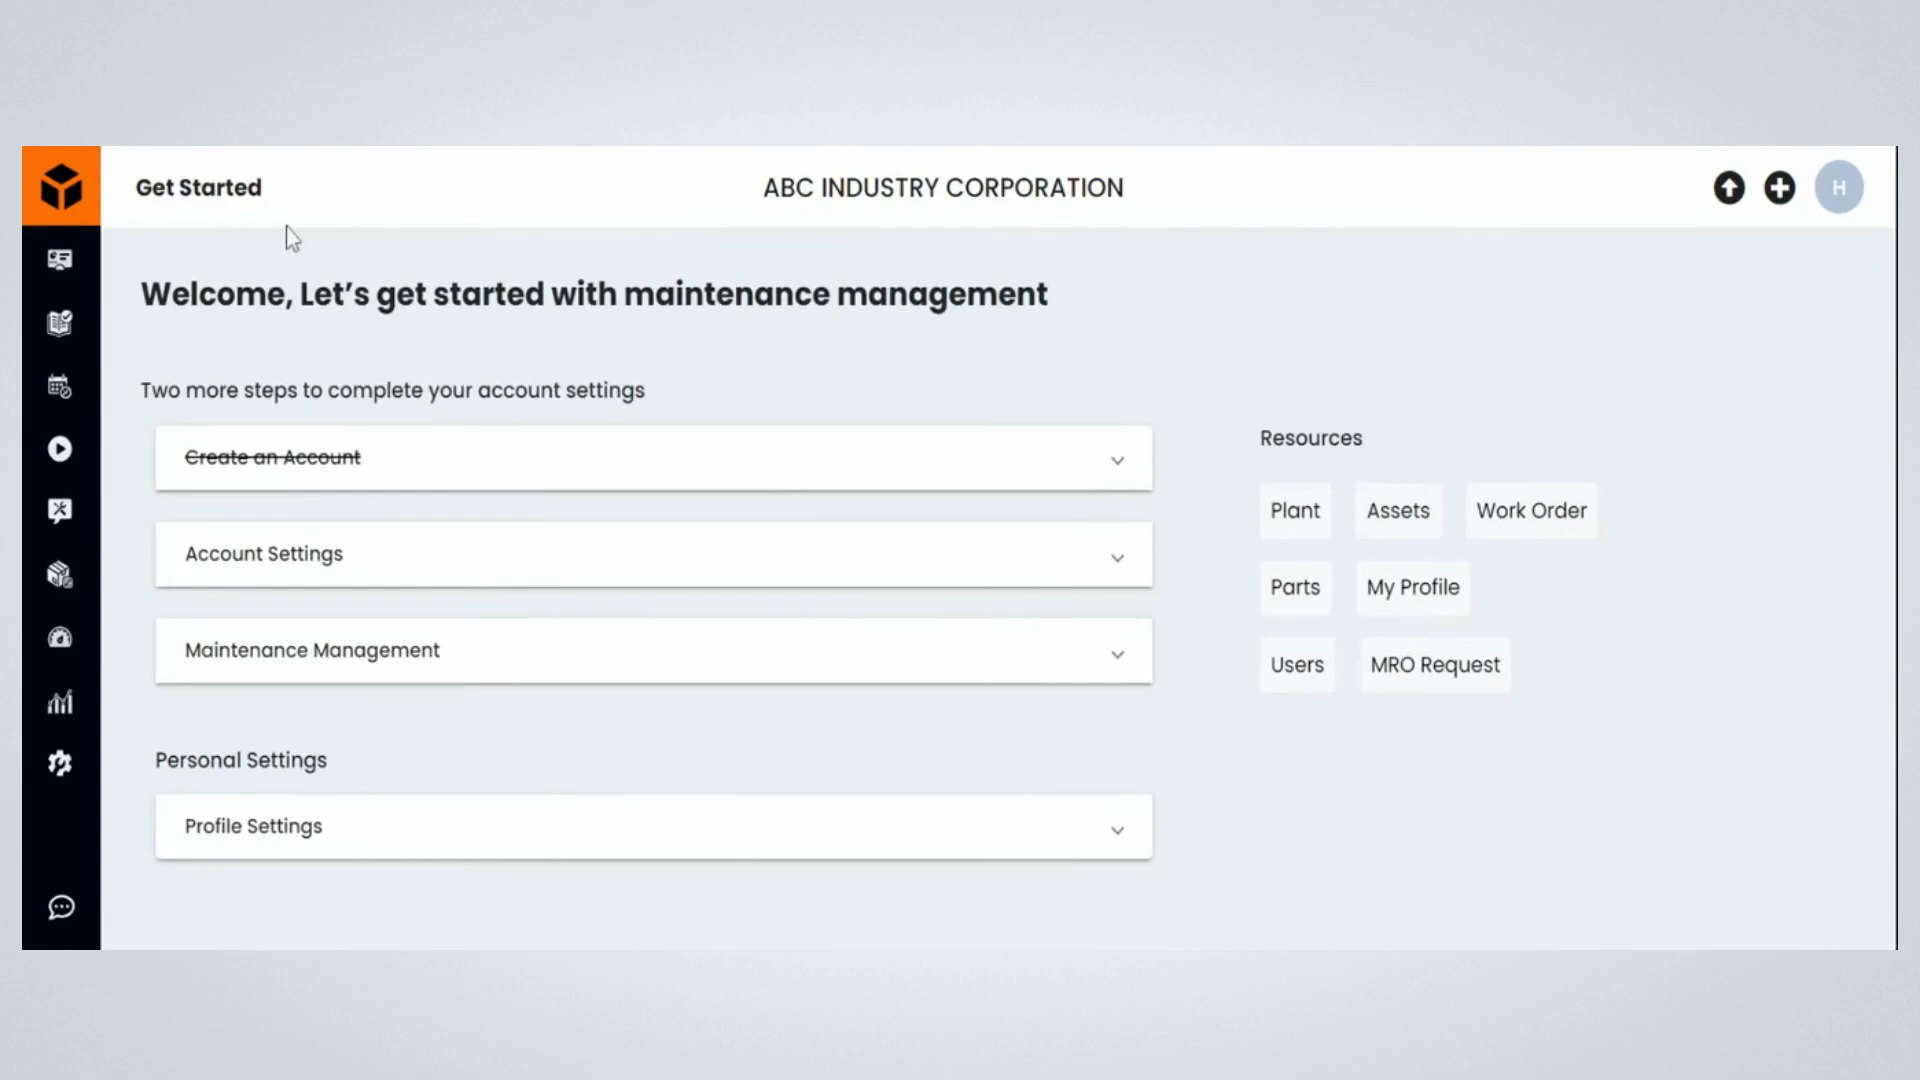 Get Started
ABC INDUSTRY CORPORATION
H
Welcome, Let's get started with maintenance management
Two more steps to complete your account settings
Create an Account
Account Settings
Maintenance Management
Personal Settings
Profile Settings
Resources
Plant
Assets
Work Order
Parts
My Profile
Users
MRO Request